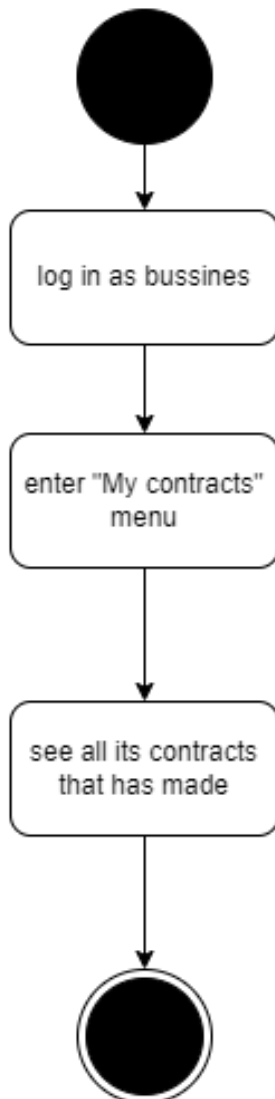 log in as bussines
enter "My contracts"
menu
see all its contracts
that has made